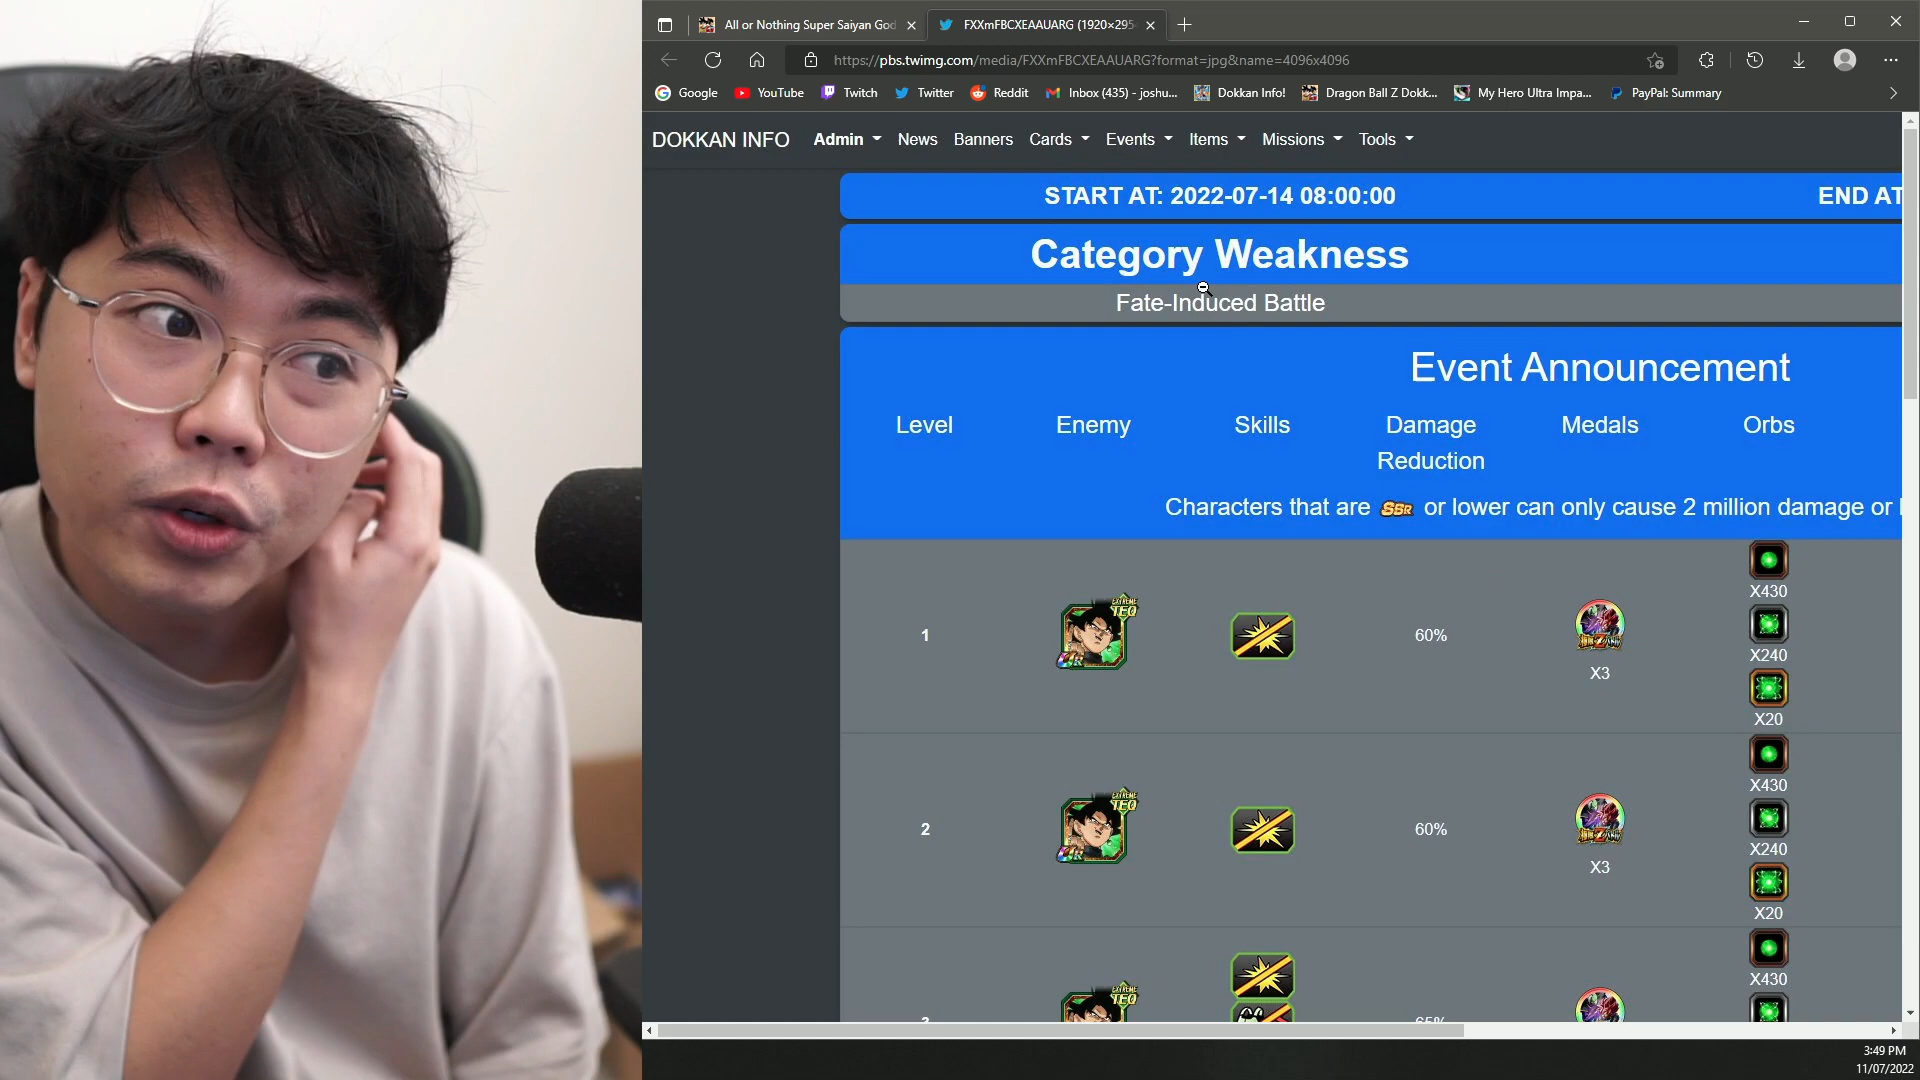 All or Nothing Super Saiyan God
FXXmFBCXEAAUARG (1920×295
https://pbs.twimg.com/media/FXXmFBCXEAAUARG?format=jpg&name=4096x4096
Google YouTube Twitch Twitter Reddit Inbox (435) - joshu... Dokkan Info! Dragon Ball Z Dokk... My Hero Ultra Impa... PayPal: Summary
DOKKAN INFO Admin News Banners Cards Events Items Missions Tools
START AT: 2022-07-14 08:00:00 END AT
Category Weakness
Fate-Induced Battle
Event Announcement
Level Enemy Skills Damage Reduction Medals Orbs
Characters that are SSR or lower can only cause 2 million damage or
1 EXTREME TEQ UR 60% X3 X430 X240 X20
2 EXTREME TEQ UR 60% X3 X430 X240 X20
EXTREME TEQ X430
3:49 PM
11/07/2022